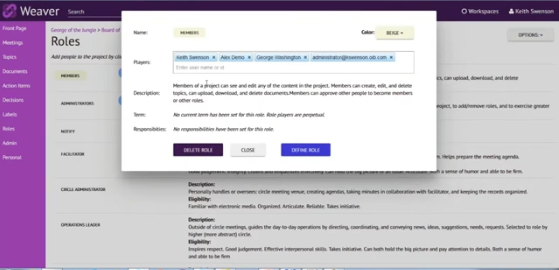 Weaver
Search
Workspaces
Keith Swenson
Front Page
Meetings
Topics
Documents
Action Items
Decisions
Labels
Roles
Admin
Personal
George of the Jungle › Board of
Roles
OPTIONS:
Add people to the project by click
MEMBERS
ADMINISTRATORS
NOTIFY
FACILITATOR
CIRCLE ADMINISTRATOR
OPERATIONS LEADER
Name:
MEMBERS
Color:
BEIGE
Players:
Keith Swenson × Alex Demo × George Washington × administrator@kswenson.oib.com ×
Enter user name or id
Description:
Members of a project can see and edit any of the content in the project. Members can create, edit, and delete
topics, can upload, download, and delete documents.Members can approve other people to become members
or other roles.
Term:
No current term has been set for this role. Role players are perpetual.
Responsibilities:
No responsibilities have been set for this role.
DELETE ROLE
CLOSE
DEFINE ROLE
can upload, download, and delete
project, to add/remove roles, and to exercise greater
Helps prepare the meeting agenda.
with a sense of humor and able to be firm.
Description:
Personally handles or oversees: circle meeting venue, creating agendas, taking minutes in collaboration with facilitator, and keeping the records organized.
Eligibility:
Familiar with electronic media. Organized. Articulate. Reliable. Takes initiative.
Description:
Outside of circle meetings, guides the day-to-day operations by directing, coordinating, and conveying news, ideas, suggestions, needs, requests. Selected to role by
higher (more abstract) circle.
Eligibility:
Inspires respect. Good judgement. Effective interpersonal skills. Takes initiative. Can both hold the big picture and pay attention to details. Both a sense of humor
and able to be firm